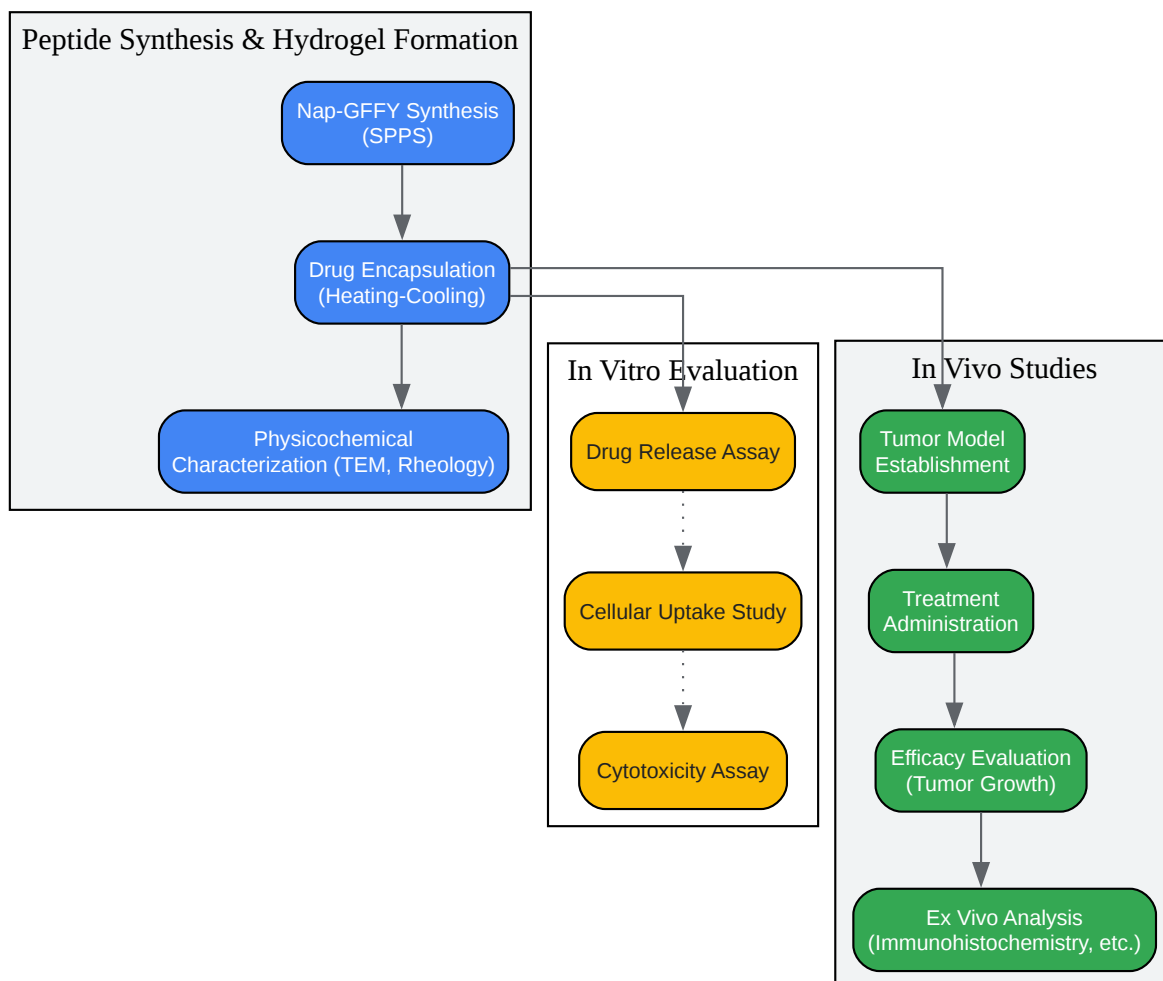 Peptide Synthesis & Hydrogel Formation
Nap-GFFY Synthesis
(SPPS)
Drug Encapsulation
(Heating-Cooling)
Physicochemical
Characterization (TEM, Rheology)
In Vitro Evaluation
Drug Release Assay
Cellular Uptake Study
Cytotoxicity Assay
In Vivo Studies
Tumor Model
Establishment
Treatment
Administration
Efficacy Evaluation
(Tumor Growth)
Ex Vivo Analysis
(Immunohistochemistry, etc.)